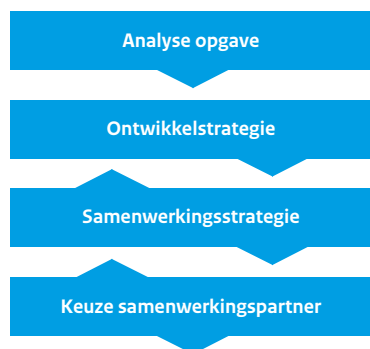 Analyse opgave
Ontwikkelstrategie
Samenwerkingsstrategie
Keuze samenwerkingspartner